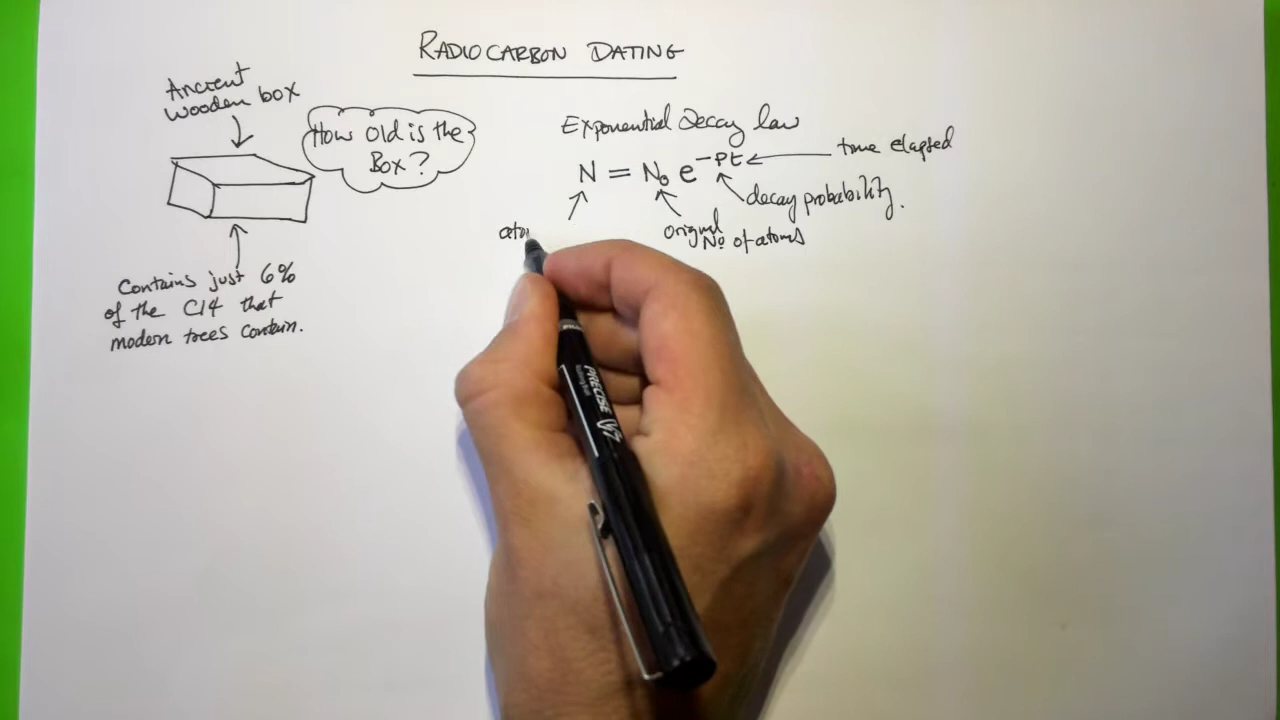 RADIOCARBON DATING
Ancient
wooden box
How old is the
Box?
Contains just 6%
of the C14 that
modern trees contain.
Exponential Decay law
N = N₀ e^-Pt
time elapsed
decay probability.
original
No of atoms
atom
PRECISE V7